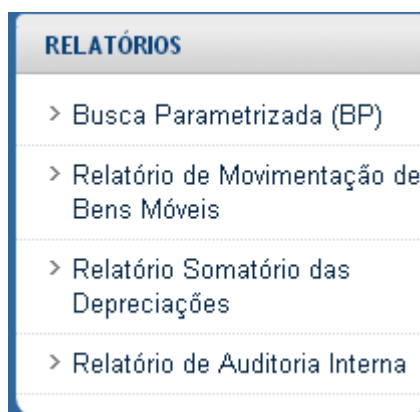 RELATÓRIOS
> Busca Parametrizada (BP)
> Relatório de Movimentação de
Bens Móveis
> Relatório Somatório das
Depreciações
> Relatório de Auditoria Interna